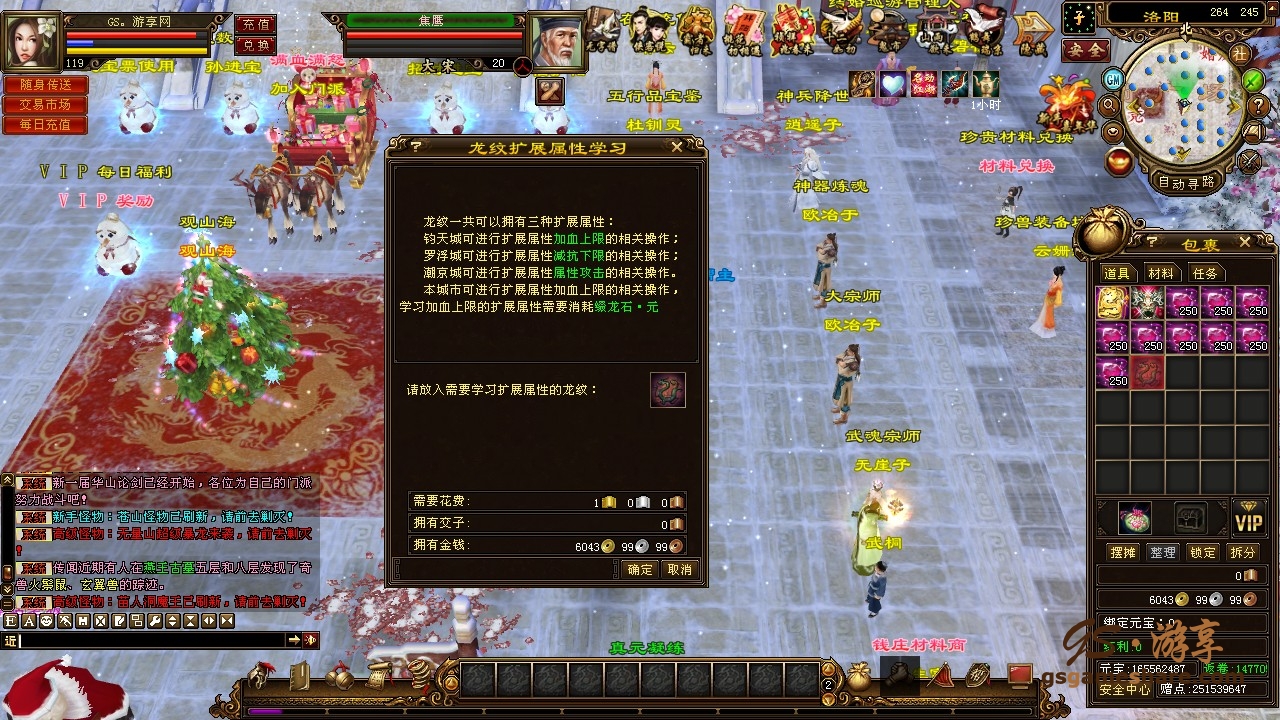 GS。游享网
充值
兑换
119
焦鹰
大宋
20
洛阳
264 245
北
安全
GM
社
自动寻路
随身传送
交易市场
每日充值
孙进宝
满血满怒
加入门派
五行品宝鉴
杜钏灵
神兵降世
逍遥子
1小时
珍贵材料兑换
材料兑换
VIP 每日福利
VIP 奖励
观山海
观山海
神器炼魂
欧冶子
大宗师
欧冶子
武魂宗师
无崖子
武桐
钱庄材料商
真元凝练
云姗
龙纹扩展属性学习
龙纹一共可以拥有三种扩展属性：
钧天城可进行扩展属性加血上限的相关操作；
罗浮城可进行扩展属性减抗下限的相关操作；
潮京城可进行扩展属性属性攻击的相关操作。
本城市可进行扩展属性加血上限的相关操作，
学习加血上限的扩展属性需要消耗蟠龙石·元
请放入需要学习扩展属性的龙纹：
需要花费： 1 0 0
拥有交子： 0
拥有金钱： 6043 99 99
确定 取消
包裹
道具 任务
250 250 250
250 250 250 250 250
250
VIP
摆摊 整理 锁定 拆分
0
6043 99 99
绑定元宝：
红利:0
元宝:165562487 返卷:14770
安全中心 赠点:251539847
游享
系统 新一届华山论剑已经开始，各位为自己的门派
努力战斗吧！
系统 新手怪物：苍山怪物已刷新，请前去剿灭！
系统 高级怪物：无量山超级暴龙来袭，请前去剿灭
！
系统 传闻近期有人在燕王古墓五层和八层发现了奇
兽火鬃鼠、玄翼兽的踪迹。
系统 高级怪物：苗人洞魔王已刷新，请前去剿灭！
近